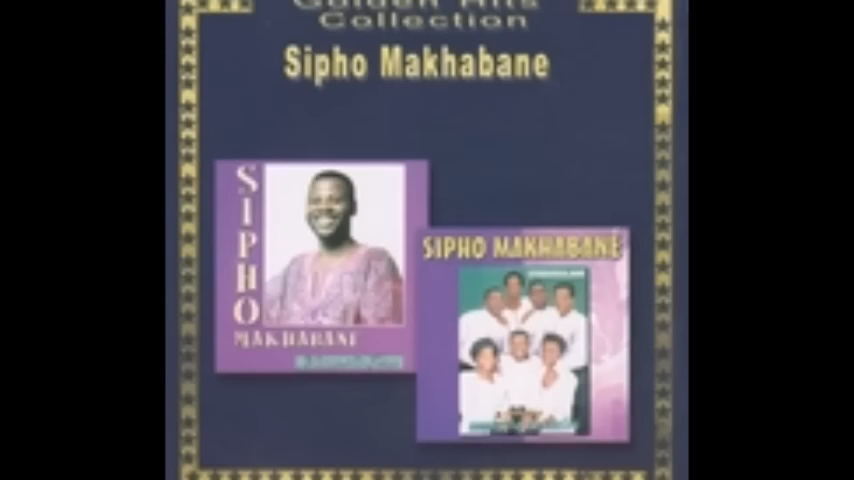 Golden Hits
Collection
Sipho Makhabane
SIPHO
MAKHABANE
SIPHO MAKHABANE